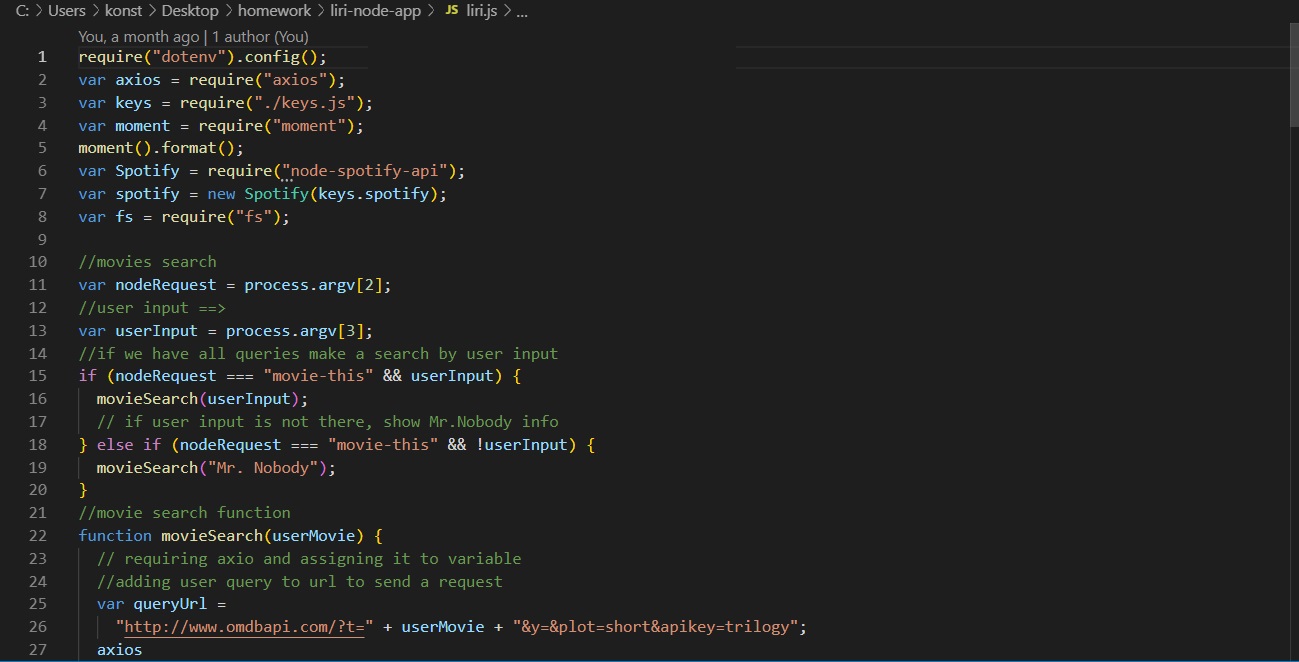 C: > Users > konst > Desktop > homework > liri-node-app > JS liri.js > ...
You, a month ago | 1 author (You)
1 require("dotenv").config();
2 var axios = require("axios");
3 var keys = require("./keys.js");
4 var moment = require("moment");
5 moment().format();
6 var Spotify = require("node-spotify-api");
7 var spotify = new Spotify(keys.spotify);
8 var fs = require("fs");
9
10 //movies search
11 var nodeRequest = process.argv[2];
12 //user input ==>
13 var userInput = process.argv[3];
14 //if we have all queries make a search by user input
15 if (nodeRequest === "movie-this" && userInput) {
16   movieSearch(userInput);
17   // if user input is not there, show Mr.Nobody info
18 } else if (nodeRequest === "movie-this" && !userInput) {
19   movieSearch("Mr. Nobody");
20 }
21 //movie search function
22 function movieSearch(userMovie) {
23   // requiring axio and assigning it to variable
24   //adding user query to url to send a request
25   var queryUrl =
26     "http://www.omdbapi.com/?t=" + userMovie + "&y=&plot=short&apikey=trilogy";
27   axios